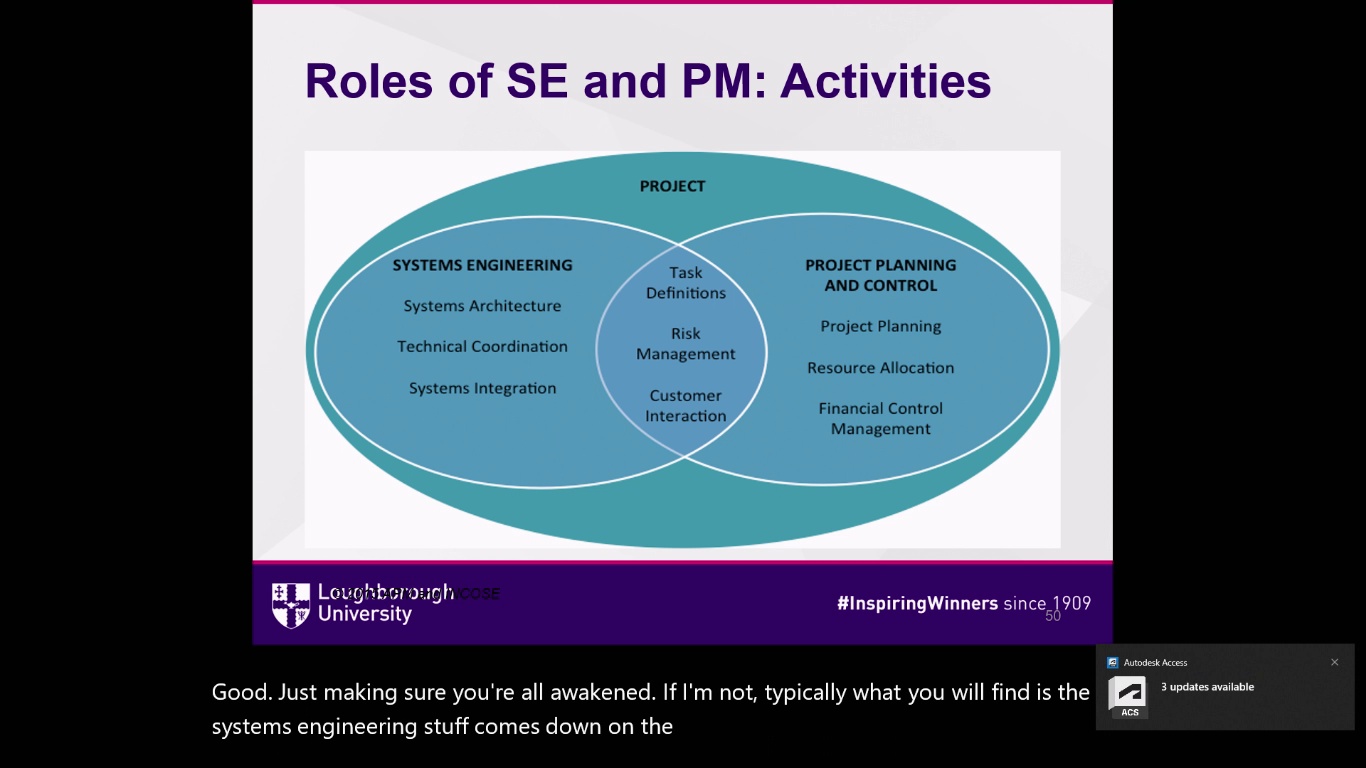 Roles of SE and PM: Activities
PROJECT
SYSTEMS ENGINEERING
Systems Architecture
Technical Coordination
Systems Integration
Task
Definitions
Risk
Management
Customer
Interaction
PROJECT PLANNING
AND CONTROL
Project Planning
Resource Allocation
Financial Control
Management
Loughborough
University
INCOSE
#InspiringWinners since 1909
50
Good. Just making sure you're all awakened. If I'm not, typically what you will find is the
systems engineering stuff comes down on the
Autodesk Access
3 updates available
ACS